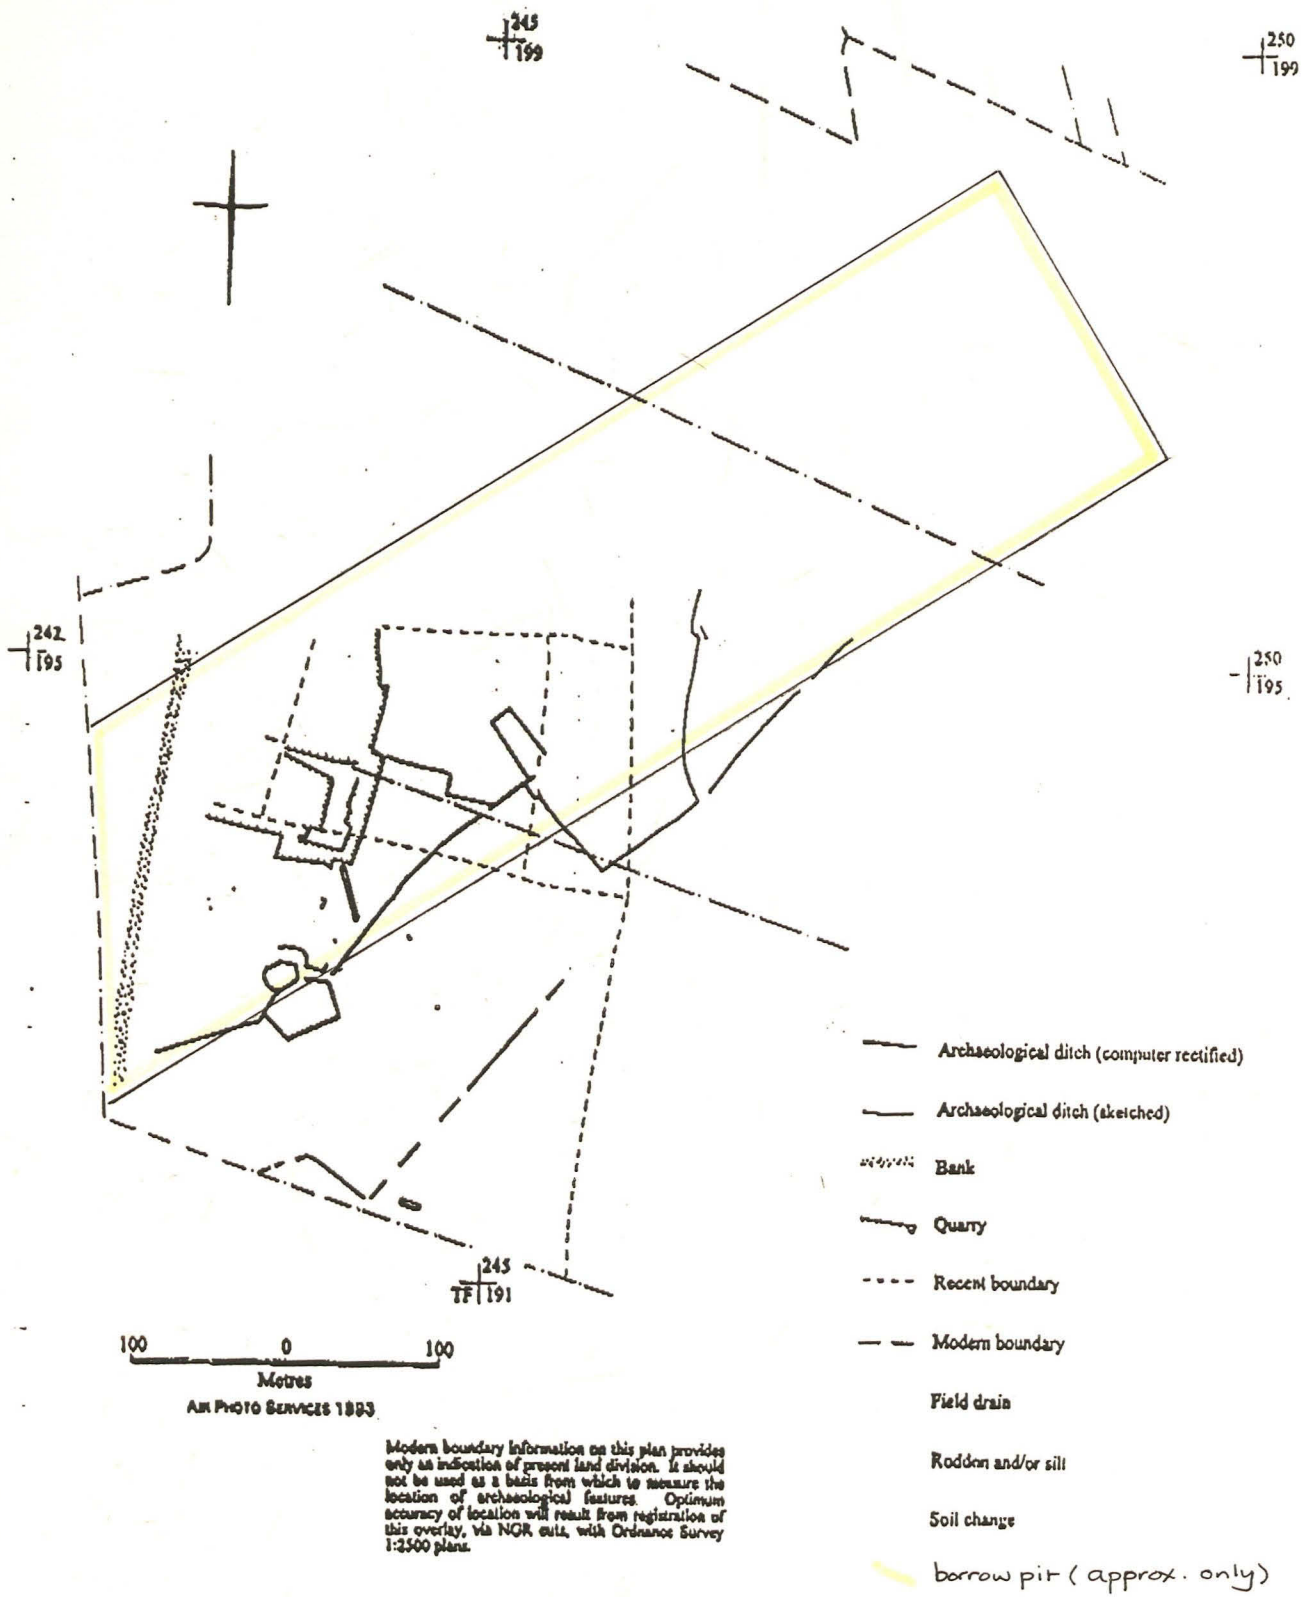 245
199
250
199
242
195
250
195
Archaeological ditch (computer rectified)
Archaeological ditch (sketched)
Bank
Quarry
Recent boundary
Modern boundary
Field drain
Roddon and/or silt
Soil change
borrow pit (approx. only)
245
TF 191
100 0 100
Metres
AIR PHOTO SERVICES 1993
Modern boundary information on this plan provides
only an indication of present land division. It should
not be used as a basis from which to measure the
location of archaeological features. Optimum
accuracy of location will result from registration of
this overlay, via NGR cuts, with Ordnance Survey
1:2500 plans.